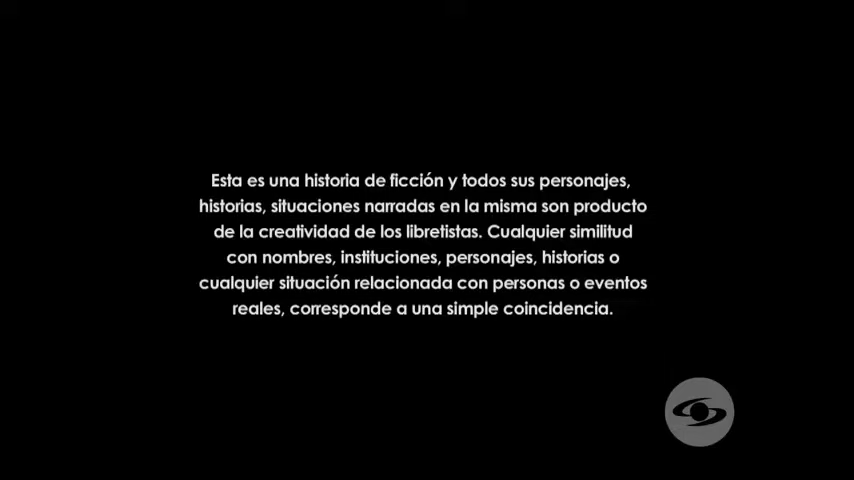 Esta es una historia de ficción y todos sus personajes,
historias, situaciones narradas en la misma son producto
de la creatividad de los libretistas. Cualquier similitud
con nombres, instituciones, personajes, historias o
cualquier situación relacionada con personas o eventos
reales, corresponde a una simple coincidencia.